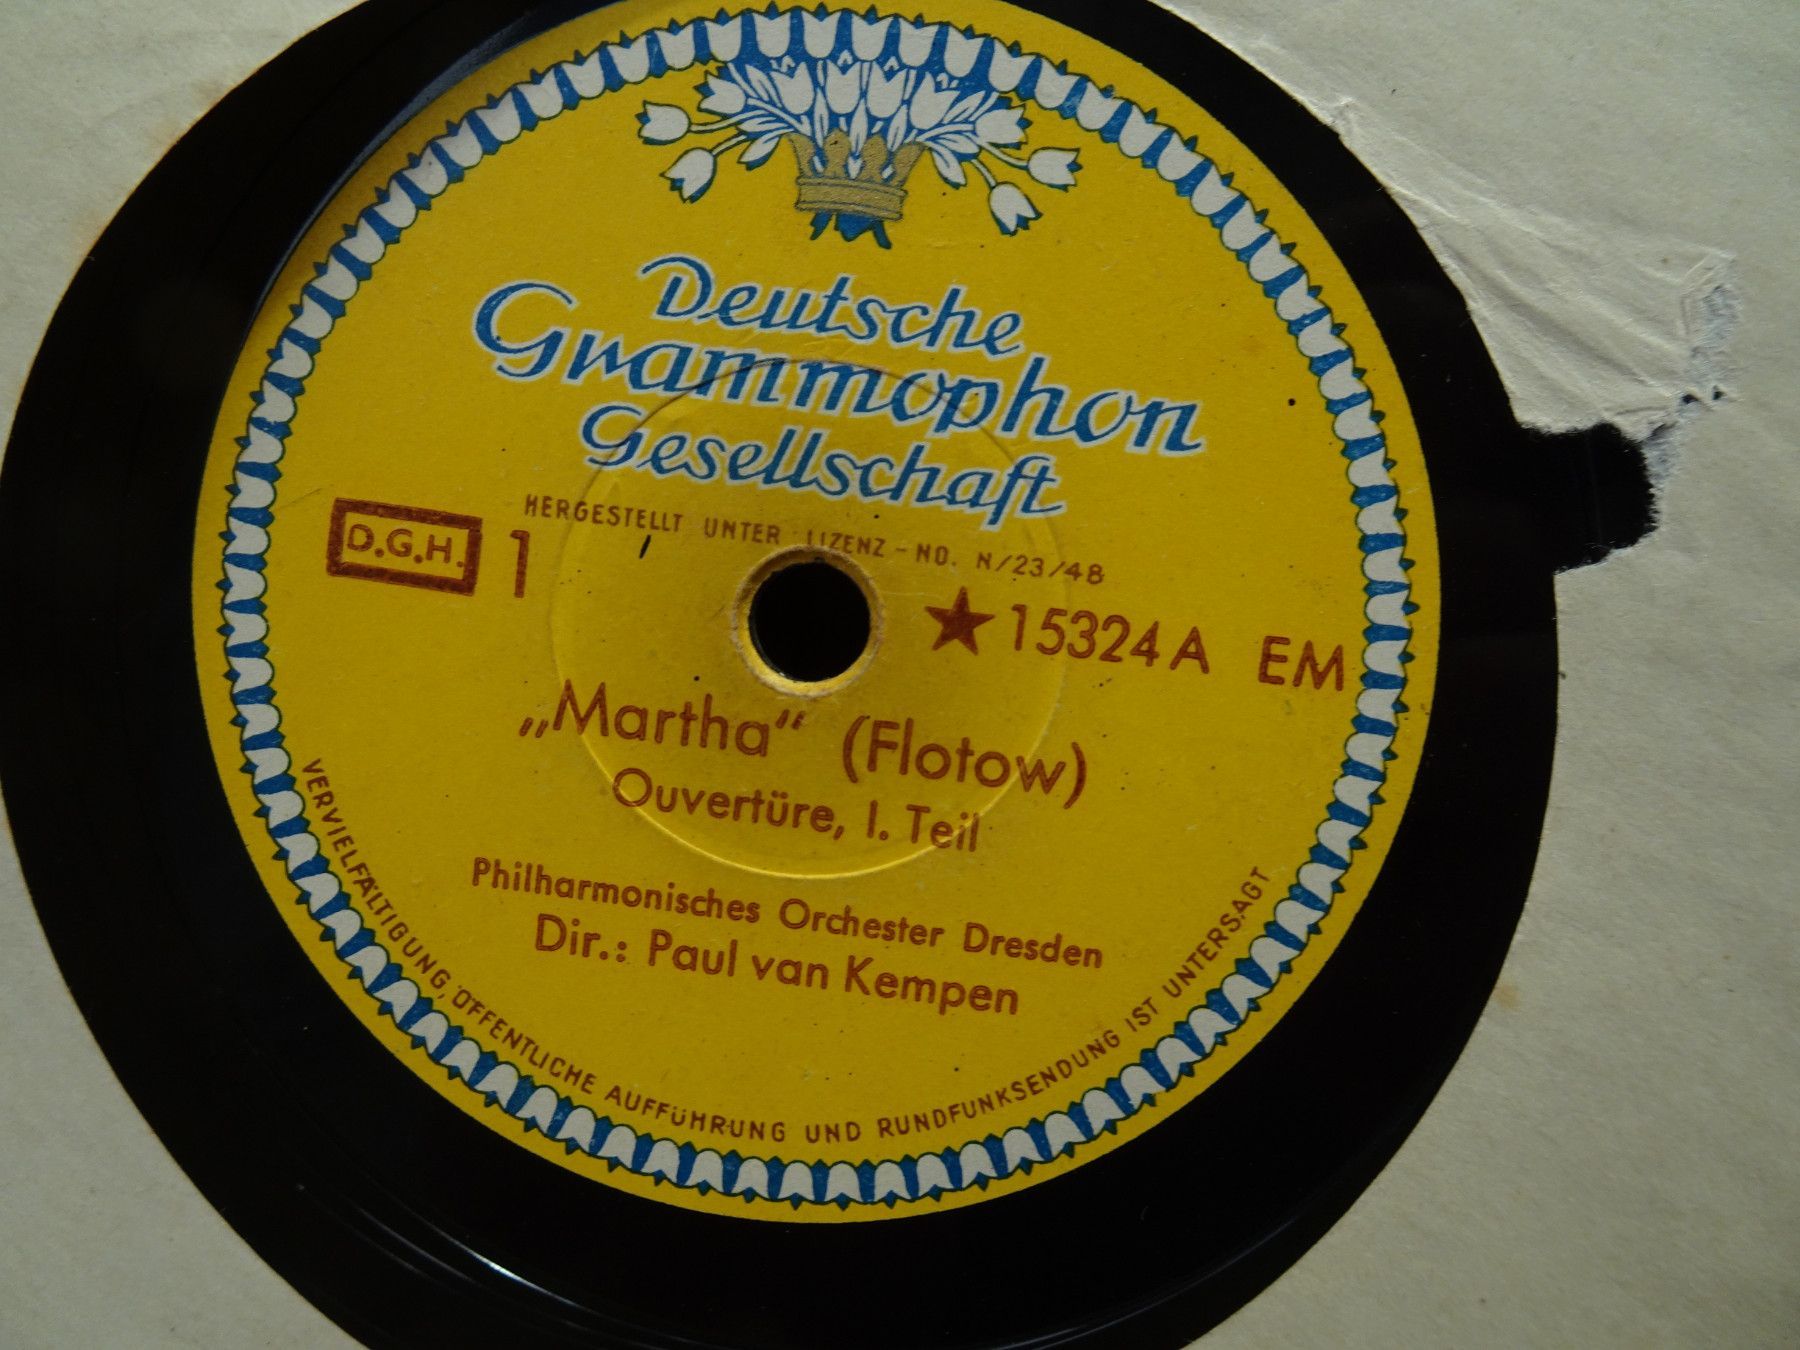 Deutsche
Grammophon
Gesellschaft
HERGESTELLT UNTER LIZENZ - NO. N/23/48
D.G.H. 1 ★ 15324 A EM
„Martha“ (Flotow)
Ouvertüre, I. Teil
Philharmonisches Orchester Dresden
Dir.: Paul van Kempen
VERVIELFÄLTIGUNG, ÖFFENTLICHE AUFFÜHRUNG UND RUNDFUNKSENDUNG IST UNTERSAGT